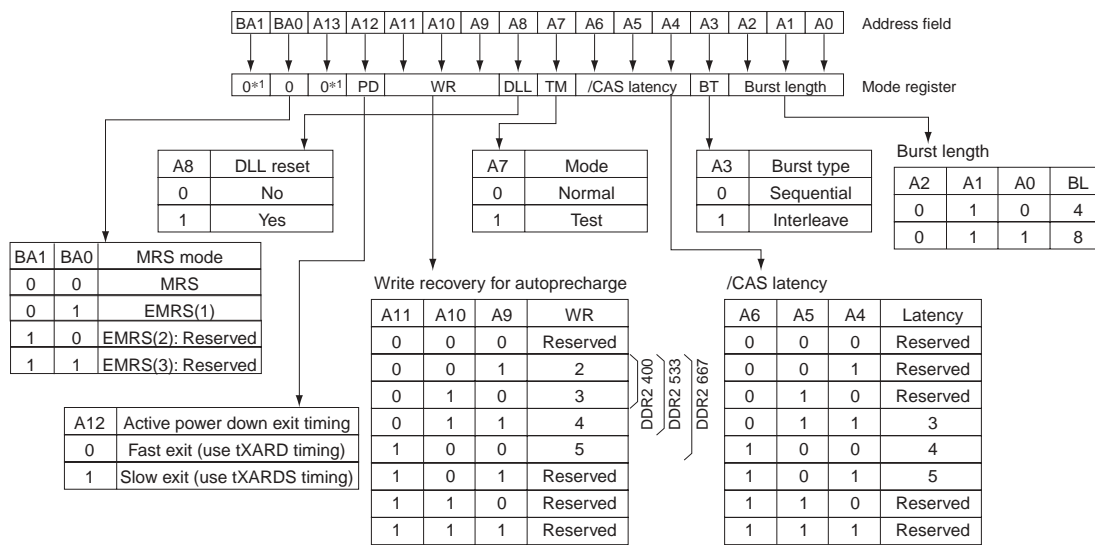 BA1 BA0 A13 A12 A11 A10 A9 A8 A7 A6 A5 A4 A3 A2 A1 A0 Address field
0*1 0 0*1 PD WR DLL TM /CAS latency BT Burst length Mode register
A8 DLL reset
0 No
1 Yes
A7 Mode
0 Normal
1 Test
A3 Burst type
0 Sequential
1 Interleave
Burst length
A2 A1 A0 BL
0 1 0 4
0 1 1 8
BA1 BA0 MRS mode
0 0 MRS
0 1 EMRS(1)
1 0 EMRS(2): Reserved
1 1 EMRS(3): Reserved
A12 Active power down exit timing
0 Fast exit (use tXARD timing)
1 Slow exit (use tXARDS timing)
Write recovery for autoprecharge
A11 A10 A9 WR
0 0 0 Reserved
0 0 1 2
0 1 0 3
0 1 1 4
1 0 0 5
1 0 1 Reserved
1 1 0 Reserved
1 1 1 Reserved
DDR2 400
DDR2 533
DDR2 667
/CAS latency
A6 A5 A4 Latency
0 0 0 Reserved
0 0 1 Reserved
0 1 0 Reserved
0 1 1 3
1 0 0 4
1 0 1 5
1 1 0 Reserved
1 1 1 Reserved